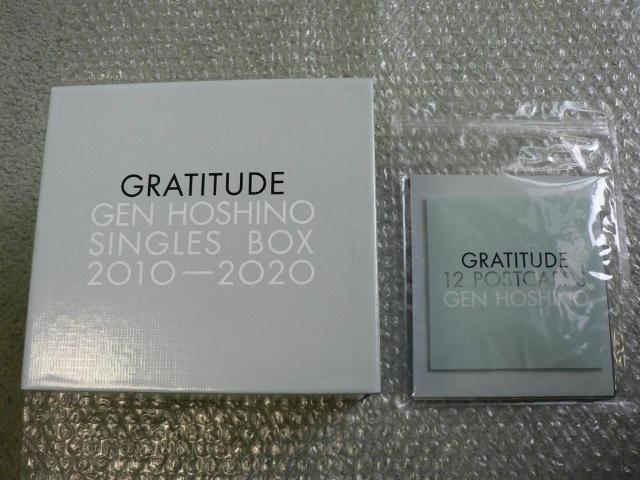 GRATITUDE
GEN HOSHINO
SINGLES BOX
2010—2020
GRATITUDE
12 POSTCARDS
GEN HOSHINO